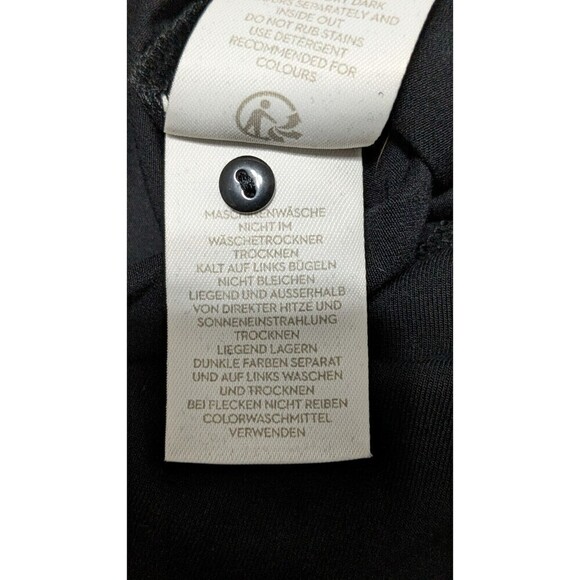 DARK
SEPARATELY AND
INSIDE OUT
DO NOT RUB STAINS
USE DETERGENT
RECOMMENDED FOR
COLOURS
MASCHINENWÄSCHE
NICHT IM
WÄSCHETROCKNER
TROCKNEN
KALT AUF LINKS BÜGELN
NICHT BLEICHEN
LIEGEND UND AUSSERHALB
VON DIREKTER HITZE UND
SONNENEINSTRAHLUNG
TROCKNEN
LIEGEND LAGERN
DUNKLE FARBEN SEPARAT
UND AUF LINKS WASCHEN
UND TROCKNEN
BEI FLECKEN NICHT REIBEN
COLORWASCHMITTEL
VERWENDEN